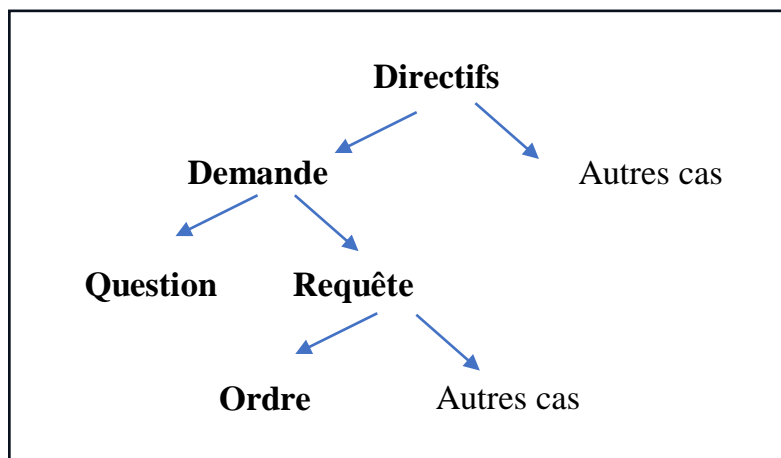 Directifs
Demande Autres cas
Question Requête
Ordre Autres cas